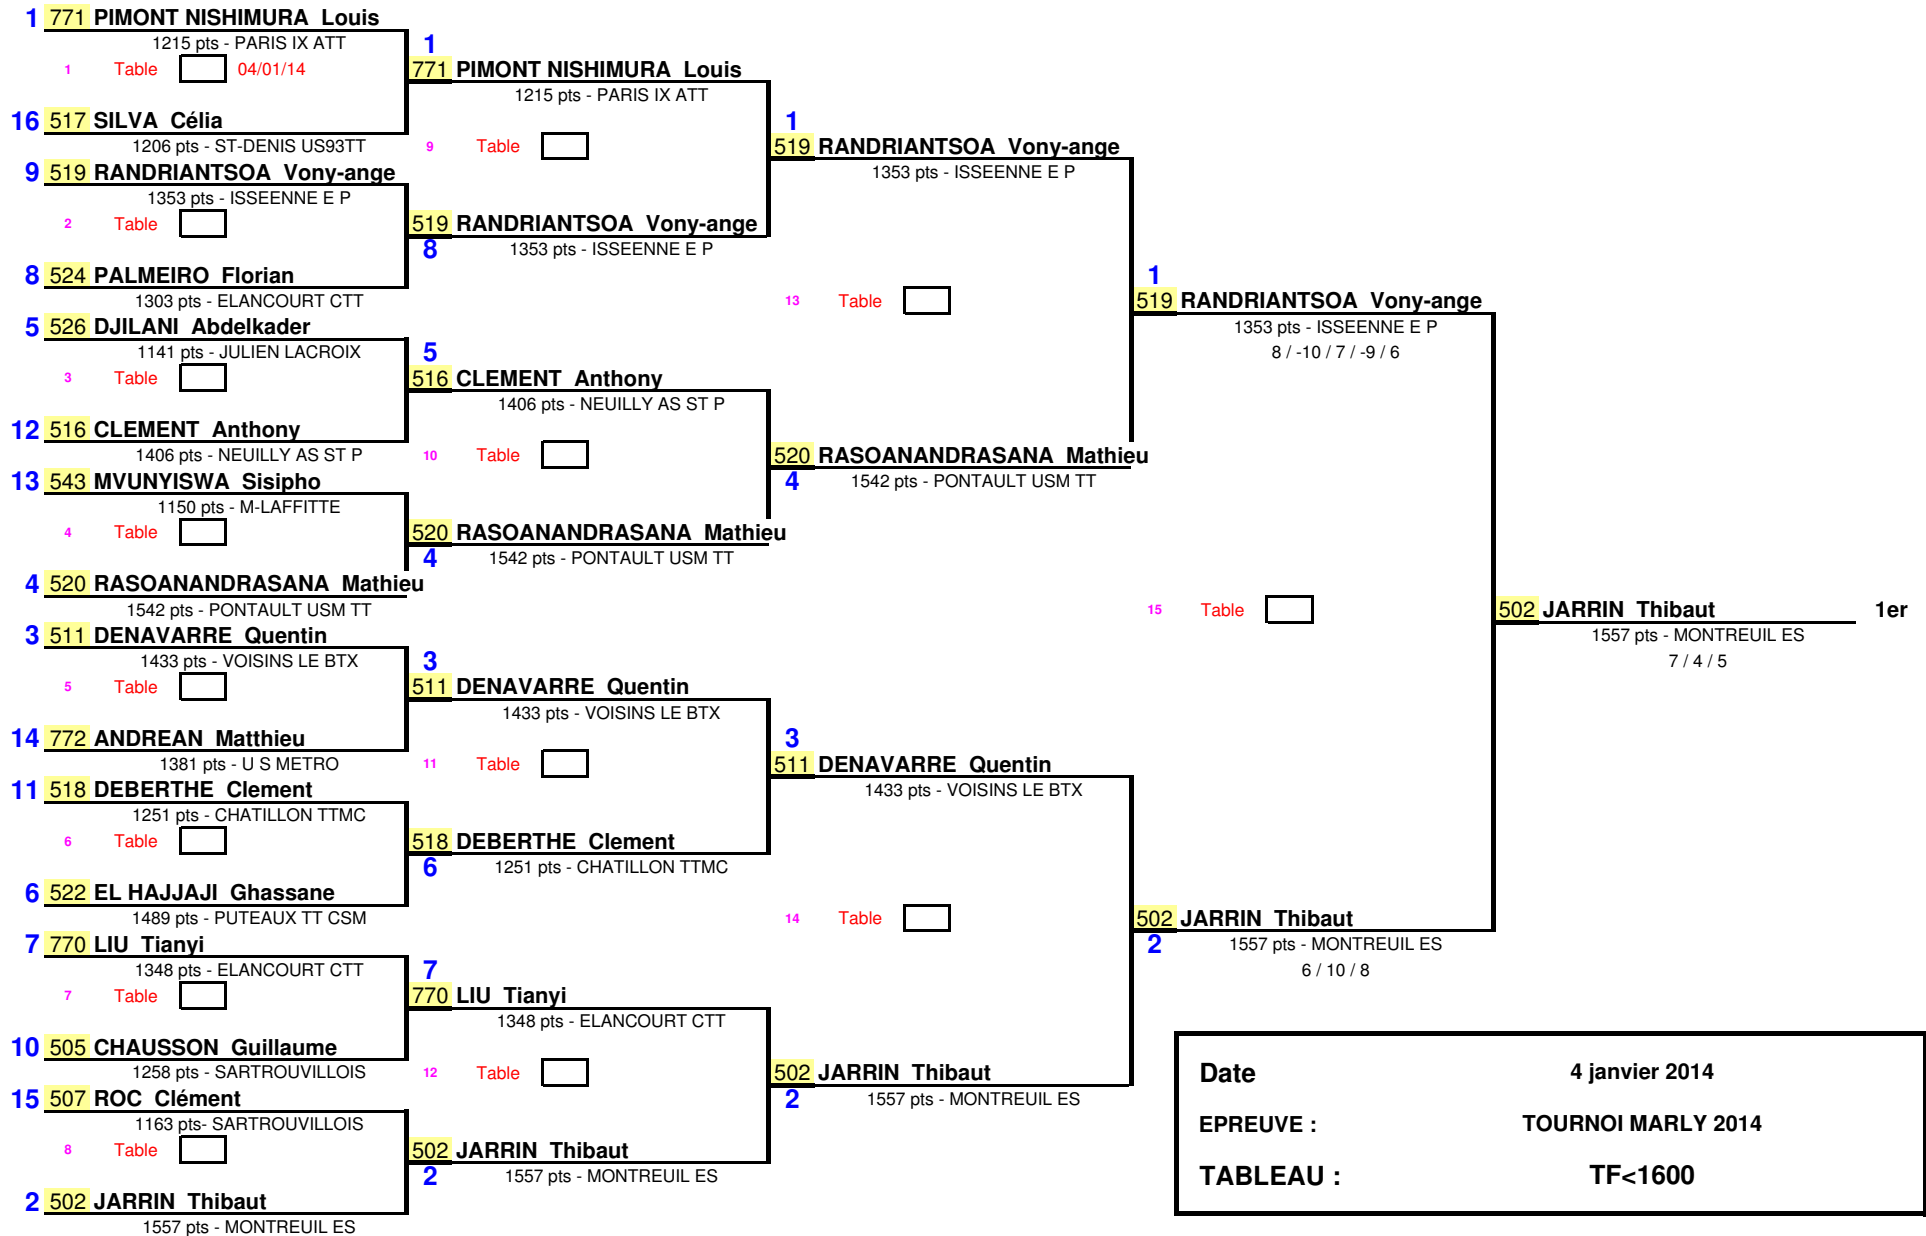 1 771 PIMONT NISHIMURA Louis
1215 pts - PARIS IX ATT
1 Table 04/01/14
16 517 SILVA Célia
1206 pts - ST-DENIS US93TT
9 519 RANDRIANTSOA Vony-ange
1353 pts - ISSEENNE E P
2 Table
8 524 PALMEIRO Florian
1303 pts - ELANCOURT CTT
5 526 DJILANI Abdelkader
1141 pts - JULIEN LACROIX
3 Table
12 516 CLEMENT Anthony
1406 pts - NEUILLY AS ST P
13 543 MVUNYISWA Sisipho
1150 pts - M-LAFFITTE
4 Table
4 520 RASOANANDRASANA Mathieu
1542 pts - PONTAULT USM TT
3 511 DENAVARRE Quentin
1433 pts - VOISINS LE BTX
5 Table
14 772 ANDREAN Matthieu
1381 pts - U S METRO
11 518 DEBERTHE Clement
1251 pts - CHATILLON TTMC
6 Table
6 522 EL HAJJAJI Ghassane
1489 pts - PUTEAUX TT CSM
7 770 LIU Tianyi
1348 pts - ELANCOURT CTT
7 Table
10 505 CHAUSSON Guillaume
1258 pts - SARTROUVILLOIS
15 507 ROC Clément
1163 pts- SARTROUVILLOIS
8 Table
2 502 JARRIN Thibaut
1557 pts - MONTREUIL ES
1
771 PIMONT NISHIMURA Louis
1215 pts - PARIS IX ATT
9 Table
519 RANDRIANTSOA Vony-ange
8
1353 pts - ISSEENNE E P
5
516 CLEMENT Anthony
1406 pts - NEUILLY AS ST P
10 Table
520 RASOANANDRASANA Mathieu
4
1542 pts - PONTAULT USM TT
3
511 DENAVARRE Quentin
1433 pts - VOISINS LE BTX
11 Table
518 DEBERTHE Clement
6
1251 pts - CHATILLON TTMC
7
770 LIU Tianyi
1348 pts - ELANCOURT CTT
12 Table
502 JARRIN Thibaut
2
1557 pts - MONTREUIL ES
1
519 RANDRIANTSOA Vony-ange
1353 pts - ISSEENNE E P
13 Table
520 RASOANANDRASANA Mathieu
4
1542 pts - PONTAULT USM TT
3
511 DENAVARRE Quentin
1433 pts - VOISINS LE BTX
14 Table
502 JARRIN Thibaut
2
1557 pts - MONTREUIL ES
1
519 RANDRIANTSOA Vony-ange
1353 pts - ISSEENNE E P
8 / -10 / 7 / -9 / 6
15 Table
502 JARRIN Thibaut
2
1557 pts - MONTREUIL ES
6 / 10 / 8
502 JARRIN Thibaut 1er
1557 pts - MONTREUIL ES
7 / 4 / 5
Date 4 janvier 2014
EPREUVE : TOURNOI MARLY 2014
TABLEAU : TF<1600